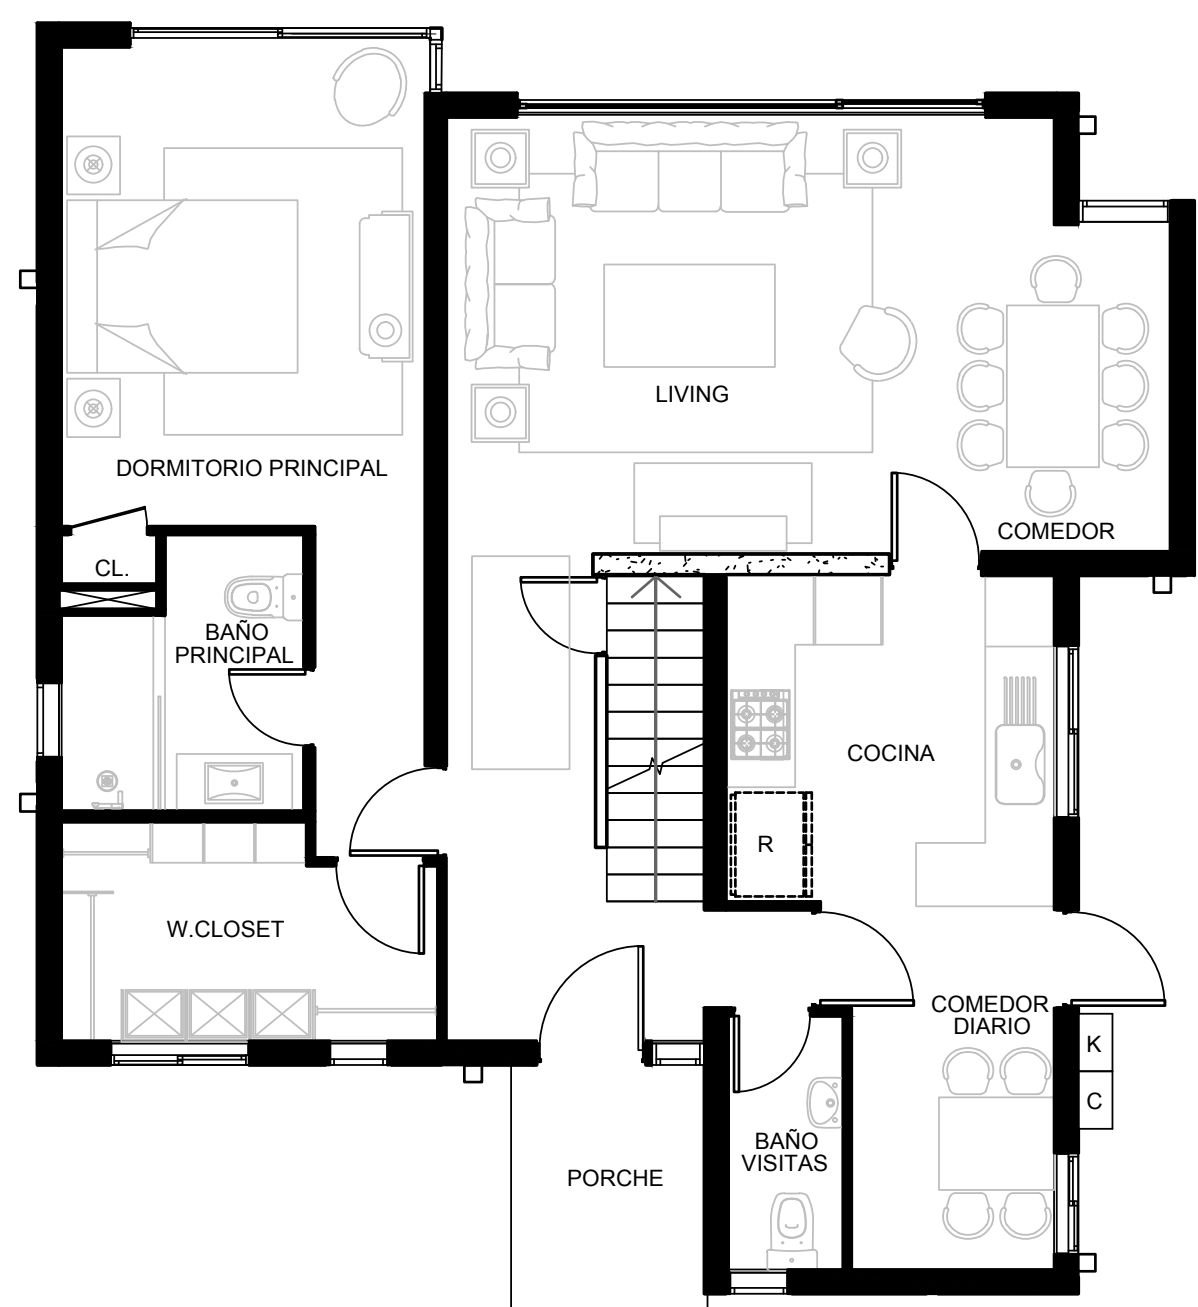 LIVING
DORMITORIO PRINCIPAL
COMEDOR
CL.
BAÑO
PRINCIPAL
COCINA
R
W.CLOSET
COMEDOR
DIARIO
K
C
BAÑO
VISITAS
PORCHE